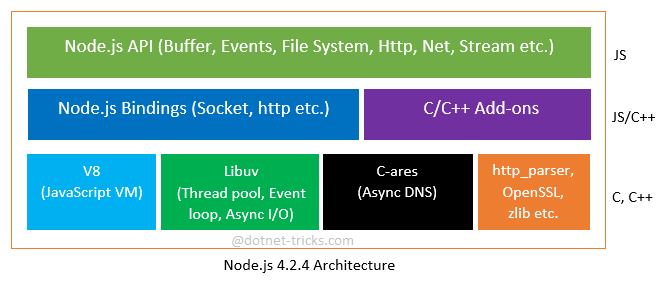 Node.js API (Buffer, Events, File System, Http, Net, Stream etc.)
JS
Node.js Bindings (Socket, http etc.)
C/C++ Add-ons
JS/C++
V8
(JavaScript VM)
Libuv
(Thread pool, Event
loop, Async I/O)
C-ares
(Async DNS)
http_parser,
OpenSSL,
zlib etc.
C, C++
@dotnet-tricks.com
Node.js 4.2.4 Architecture